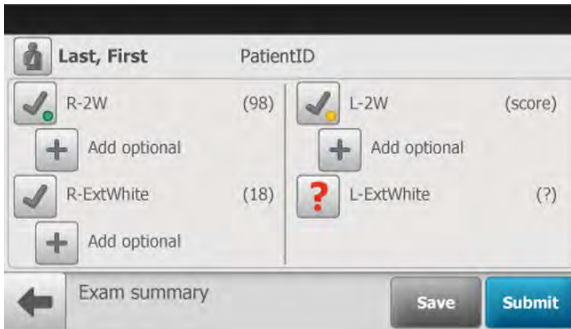 Last, First PatientID
R-2W (98) L-2W (score)
Add optional Add optional
R-ExtWhite (18) ? L-ExtWhite (?)
Add optional
Exam summary Save Submit